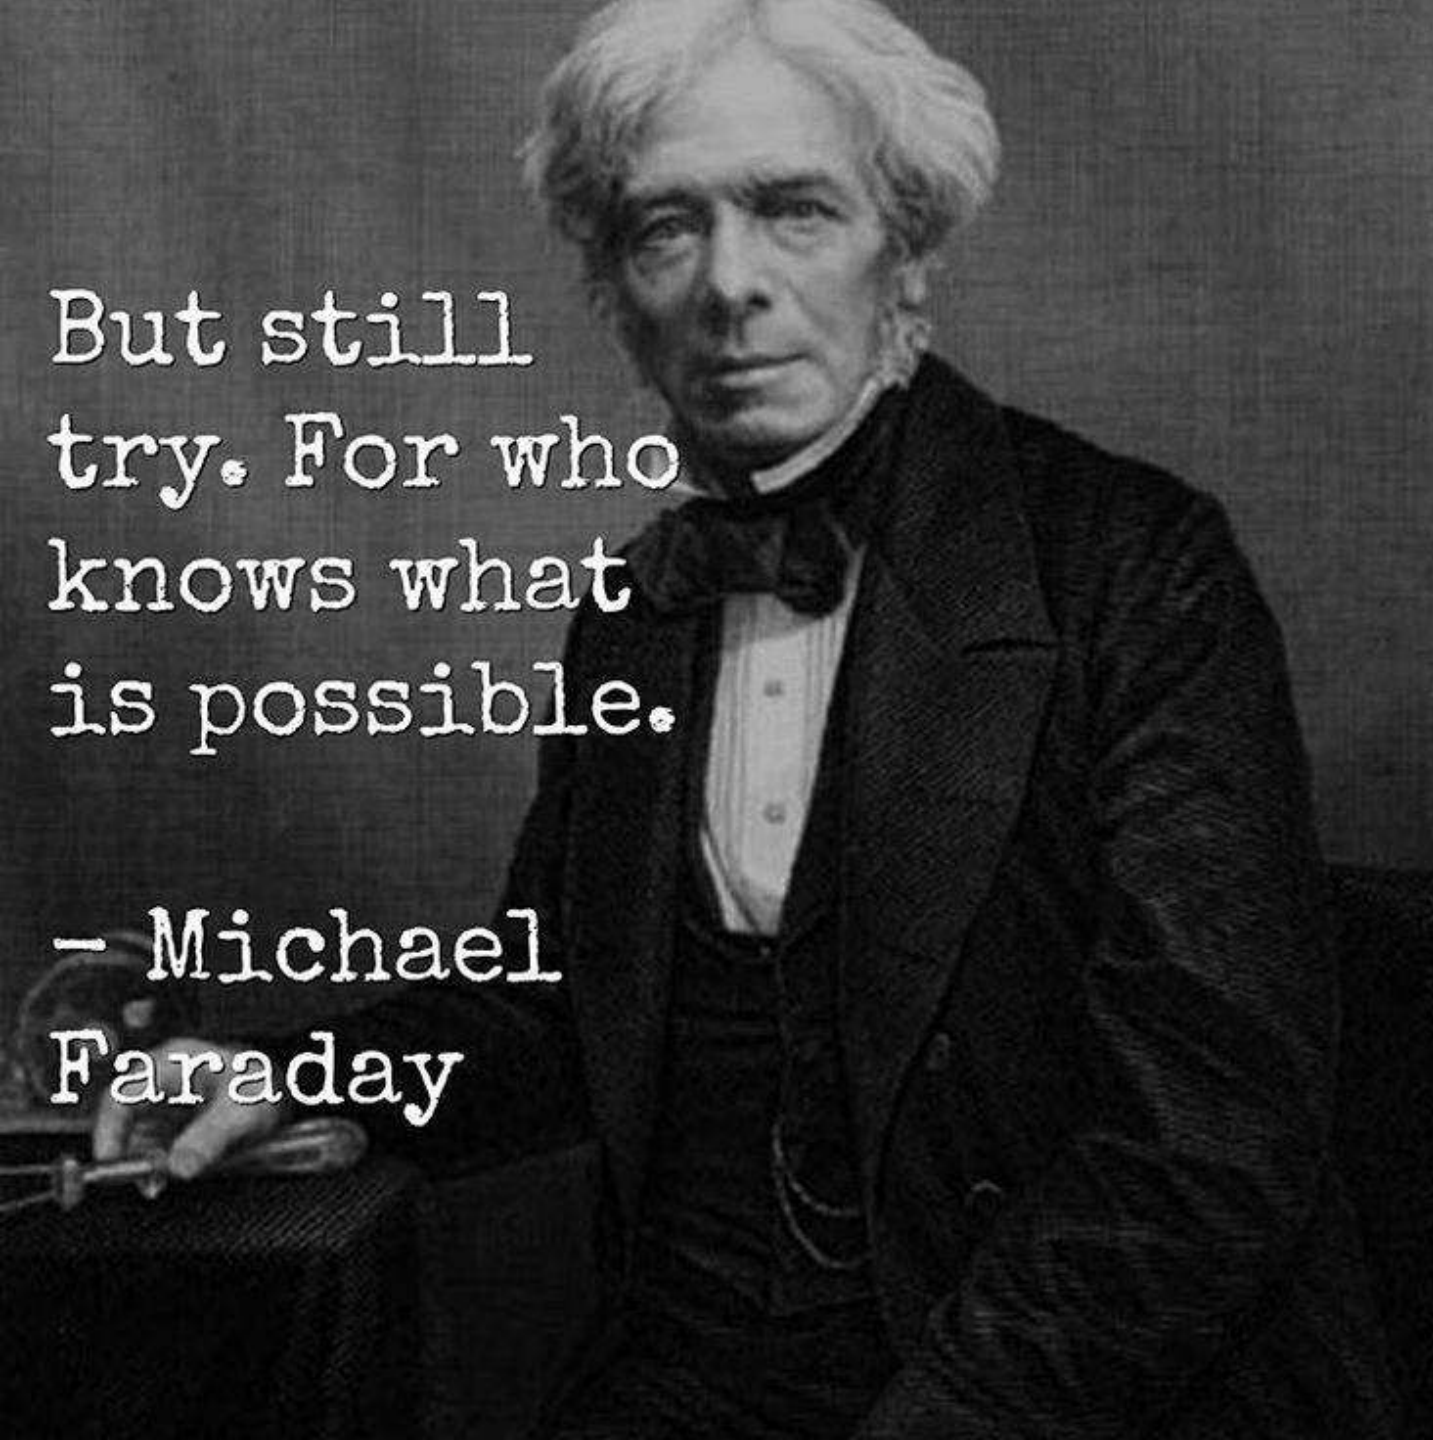 But still
try. For who
knows what
is possible.
- Michael
Faraday